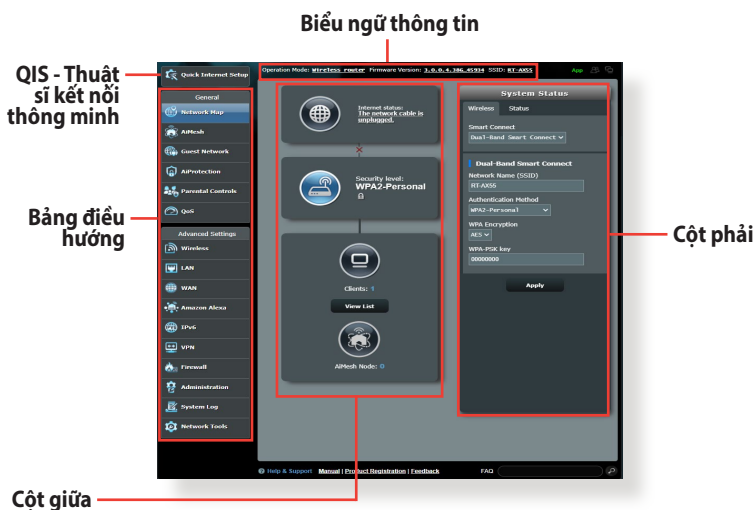 Biểu ngữ thông tin
QIS - Thuật
sĩ kết nối
thông minh
Bảng điều
hướng
Cột giữa
Cột phải
Quick Internet Setup
Operation Mode: Wireless router Firmware Version: 3.0.0.4.386_45934 SSID: RT-AX55
App
General
Network Map
AiMesh
Guest Network
AiProtection
Parental Controls
QoS
Advanced Settings
Wireless
LAN
WAN
Amazon Alexa
IPv6
VPN
Firewall
Administration
System Log
Network Tools
Internet status:
The network cable is
unplugged.
Security level:
WPA2-Personal
Clients: 1
View List
AiMesh Node: 0
System Status
Wireless Status
Smart Connect
Dual-Band Smart Connect
Dual-Band Smart Connect
Network Name (SSID)
RT-AX55
Authentication Method
WPA2-Personal
WPA Encryption
AES
WPA-PSK key
00000000
Apply
Help & Support Manual | Product Registration | Feedback FAQ